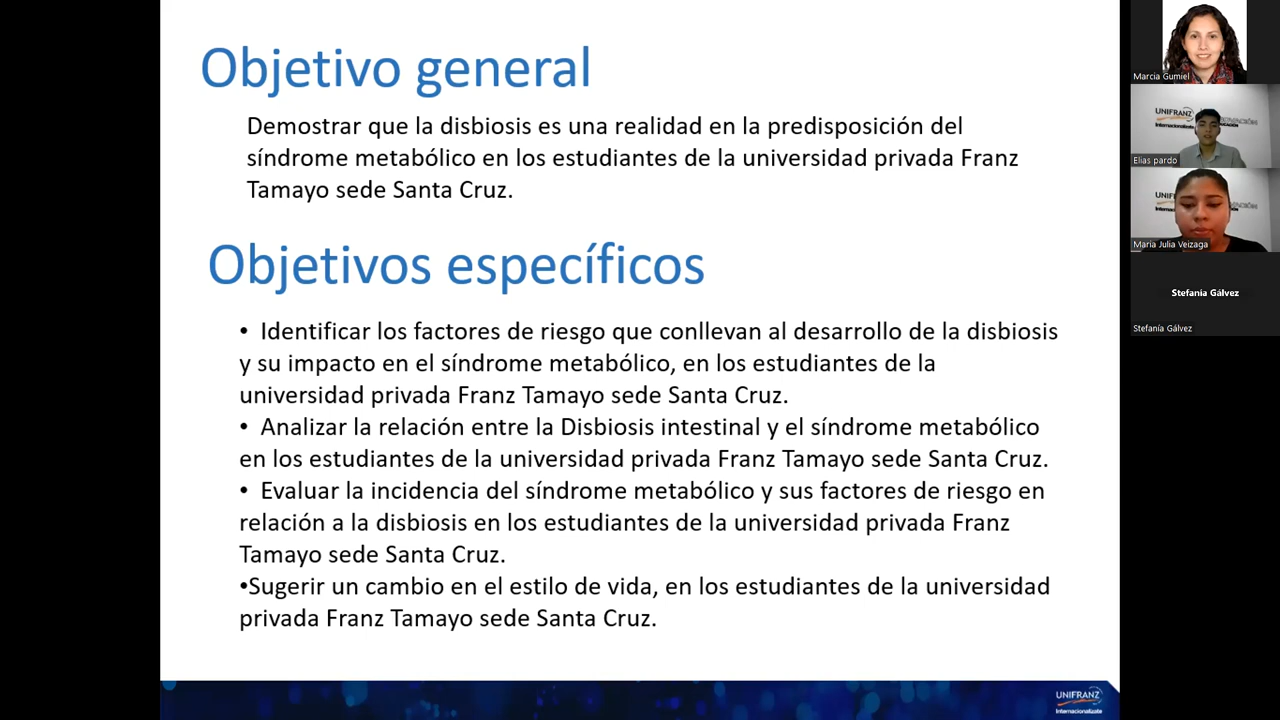 Objetivo general
Demostrar que la disbiosis es una realidad en la predisposición del
síndrome metabólico en los estudiantes de la universidad privada Franz
Tamayo sede Santa Cruz.
Objetivos específicos
• Identificar los factores de riesgo que conllevan al desarrollo de la disbiosis
y su impacto en el síndrome metabólico, en los estudiantes de la
universidad privada Franz Tamayo sede Santa Cruz.
• Analizar la relación entre la Disbiosis intestinal y el síndrome metabólico
en los estudiantes de la universidad privada Franz Tamayo sede Santa Cruz.
• Evaluar la incidencia del síndrome metabólico y sus factores de riesgo en
relación a la disbiosis en los estudiantes de la universidad privada Franz
Tamayo sede Santa Cruz.
•Sugerir un cambio en el estilo de vida, en los estudiantes de la universidad
privada Franz Tamayo sede Santa Cruz.
UNIFRANZ
Internacionalízate
Marcia Gumiel
UNIFRANZ
Elias pardo
UNIFRANZ
Maria Julia Veizaga
Stefanía Gálvez
Stefanía Gálvez